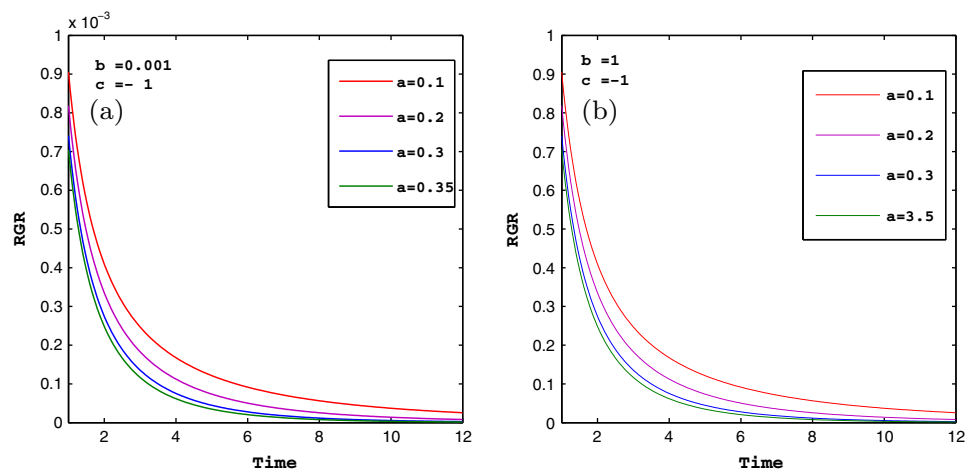 x 10⁻³
1
0.9
0.8
0.7
0.6
0.5
0.4
0.3
0.2
0.1
0
RGR
b =0.001
c =- 1
(a)
a=0.1
a=0.2
a=0.3
a=0.35
2 4 6 8 10 12
Time
1
0.9
0.8
0.7
0.6
0.5
0.4
0.3
0.2
0.1
0
RGR
b =1
c =-1
(b)
a=0.1
a=0.2
a=0.3
a=3.5
2 4 6 8 10 12
Time